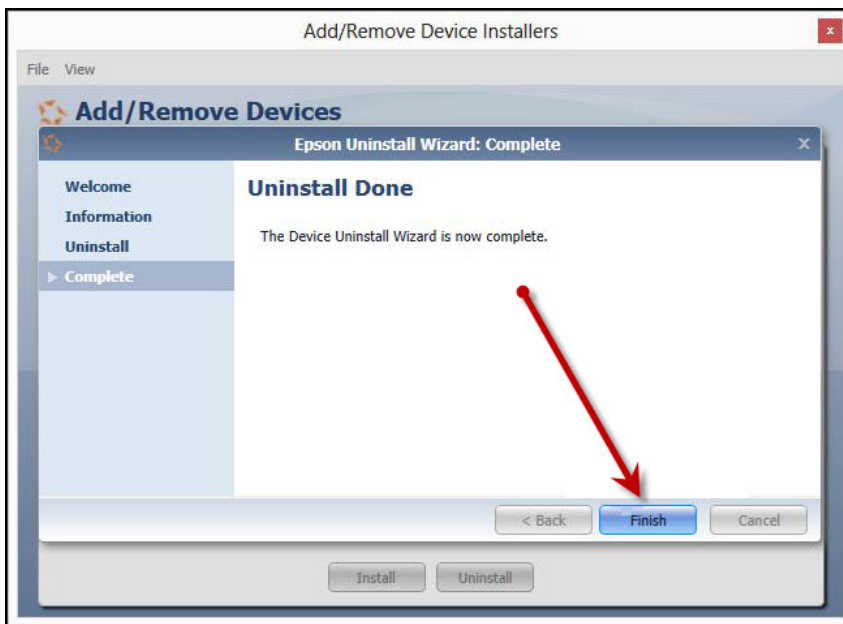 Add/Remove Device Installers
x
File View
Add/Remove Devices
Epson Uninstall Wizard: Complete
x
Welcome
Information
Uninstall
Complete
Uninstall Done
The Device Uninstall Wizard is now complete.
< Back Finish Cancel
Install Uninstall